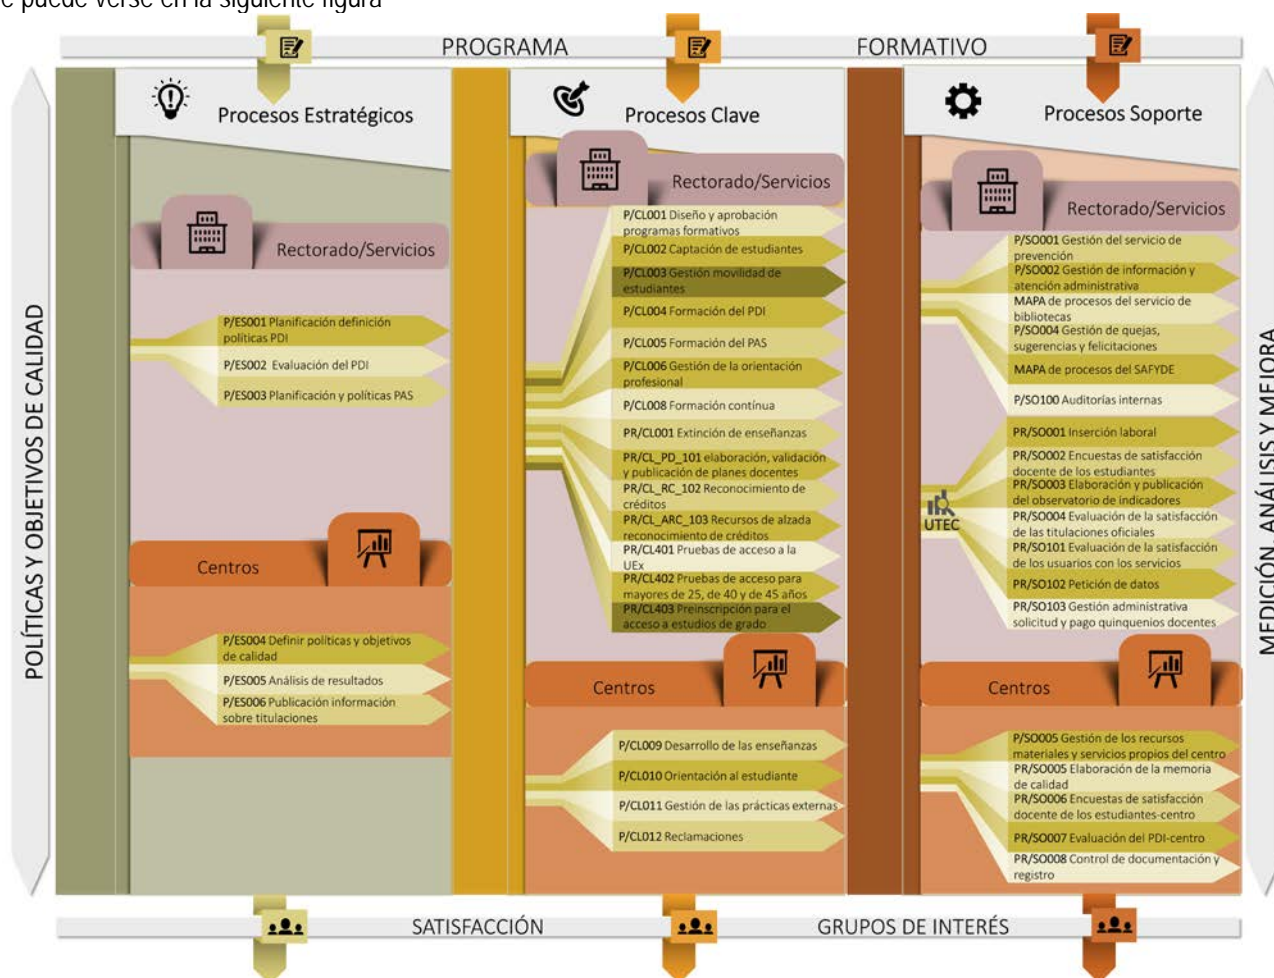 e puede verse en la siguiente figura
PROGRAMA
FORMATIVO
POLÍTICAS Y OBJETIVOS DE CALIDAD
Procesos Estratégicos
Rectorado/Servicios
P/ES001 Planificación definición
políticas PDI
P/ES002 Evaluación del PDI
P/ES003 Planificación y políticas PAS
Centros
P/ES004 Definir políticas y objetivos
de calidad
P/ES005 Análisis de resultados
P/ES006 Publicación información
sobre titulaciones
Procesos Clave
Rectorado/Servicios
P/CL001 Diseño y aprobación
programas formativos
P/CL002 Captación de estudiantes
P/CL003 Gestión movilidad de
estudiantes
P/CL004 Formación del PDI
P/CL005 Formación del PAS
P/CL006 Gestión de la orientación
profesional
P/CL008 Formación contínua
PR/CL001 Extinción de enseñanzas
PR/CL_PD_101 elaboración, validación
y publicación de planes docentes
PR/CL_RC_102 Reconocimiento de
créditos
PR/CL_ARC_103 Recursos de alzada
reconocimiento de créditos
PR/CL401 Pruebas de acceso a la
UEx
PR/CL402 Pruebas de acceso para
mayores de 25, de 40 y de 45 años
PR/CL403 Preinscripción para el
acceso a estudios de grado
Centros
P/CL009 Desarrollo de las enseñanzas
P/CL010 Orientación al estudiante
P/CL011 Gestión de las prácticas externas
P/CL012 Reclamaciones
Procesos Soporte
Rectorado/Servicios
P/SO001 Gestión del servicio de
prevención
P/SO002 Gestión de información y
atención administrativa
MAPA de procesos del servicio de
bibliotecas
P/SO004 Gestión de quejas,
sugerencias y felicitaciones
MAPA de procesos del SAFYDE
P/SO100 Auditorías internas
UTEC
PR/SO001 Inserción laboral
PR/SO002 Encuestas de satisfacción
docente de los estudiantes
PR/SO003 Elaboración y publicación
del observatorio de indicadores
PR/SO004 Evaluación de la satisfacción
de las titulaciones oficiales
PR/SO101 Evaluación de la satisfacción
de los usuarios con los servicios
PR/SO102 Petición de datos
PR/SO103 Gestión administrativa
solicitud y pago quinquenios docentes
Centros
P/SO005 Gestión de los recursos
materiales y servicios propios del centro
PR/SO005 Elaboración de la memoria
de calidad
PR/SO006 Encuestas de satisfacción
docente de los estudiantes-centro
PR/SO007 Evaluación del PDI-centro
PR/SO008 Control de documentación y
registro
MEDICIÓN, ANÁLISIS Y MEJORA
SATISFACCIÓN
GRUPOS DE INTERÉS